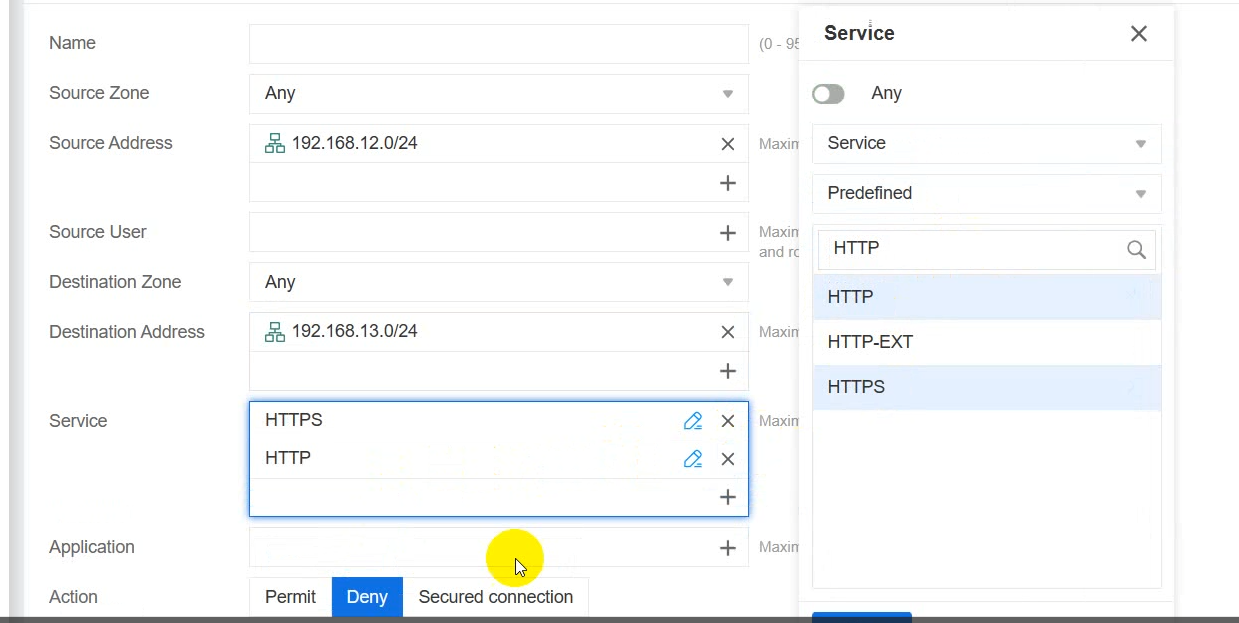 Name
(0 - 95
Source Zone
Any
Source Address
192.168.12.0/24
Maxim
Source User
Maxim
and ro
Destination Zone
Any
Destination Address
192.168.13.0/24
Maxim
Service
HTTPS
Maxim
HTTP
Application
Maxim
Action
Permit
Deny
Secured connection
Service
Any
Service
Predefined
HTTP
HTTP
HTTP-EXT
HTTPS